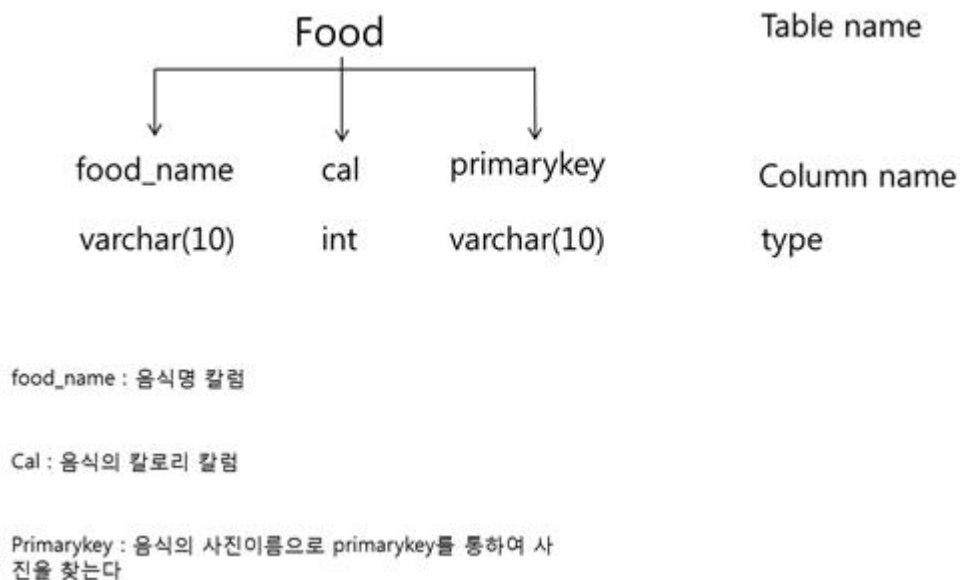 Food Table name
food_name cal primarykey Column name
varchar(10) int varchar(10) type
food_name : 음식명 칼럼
Cal : 음식의 칼로리 칼럼
Primarykey : 음식의 사진이름으로 primarykey를 통하여 사
진을 찾는다